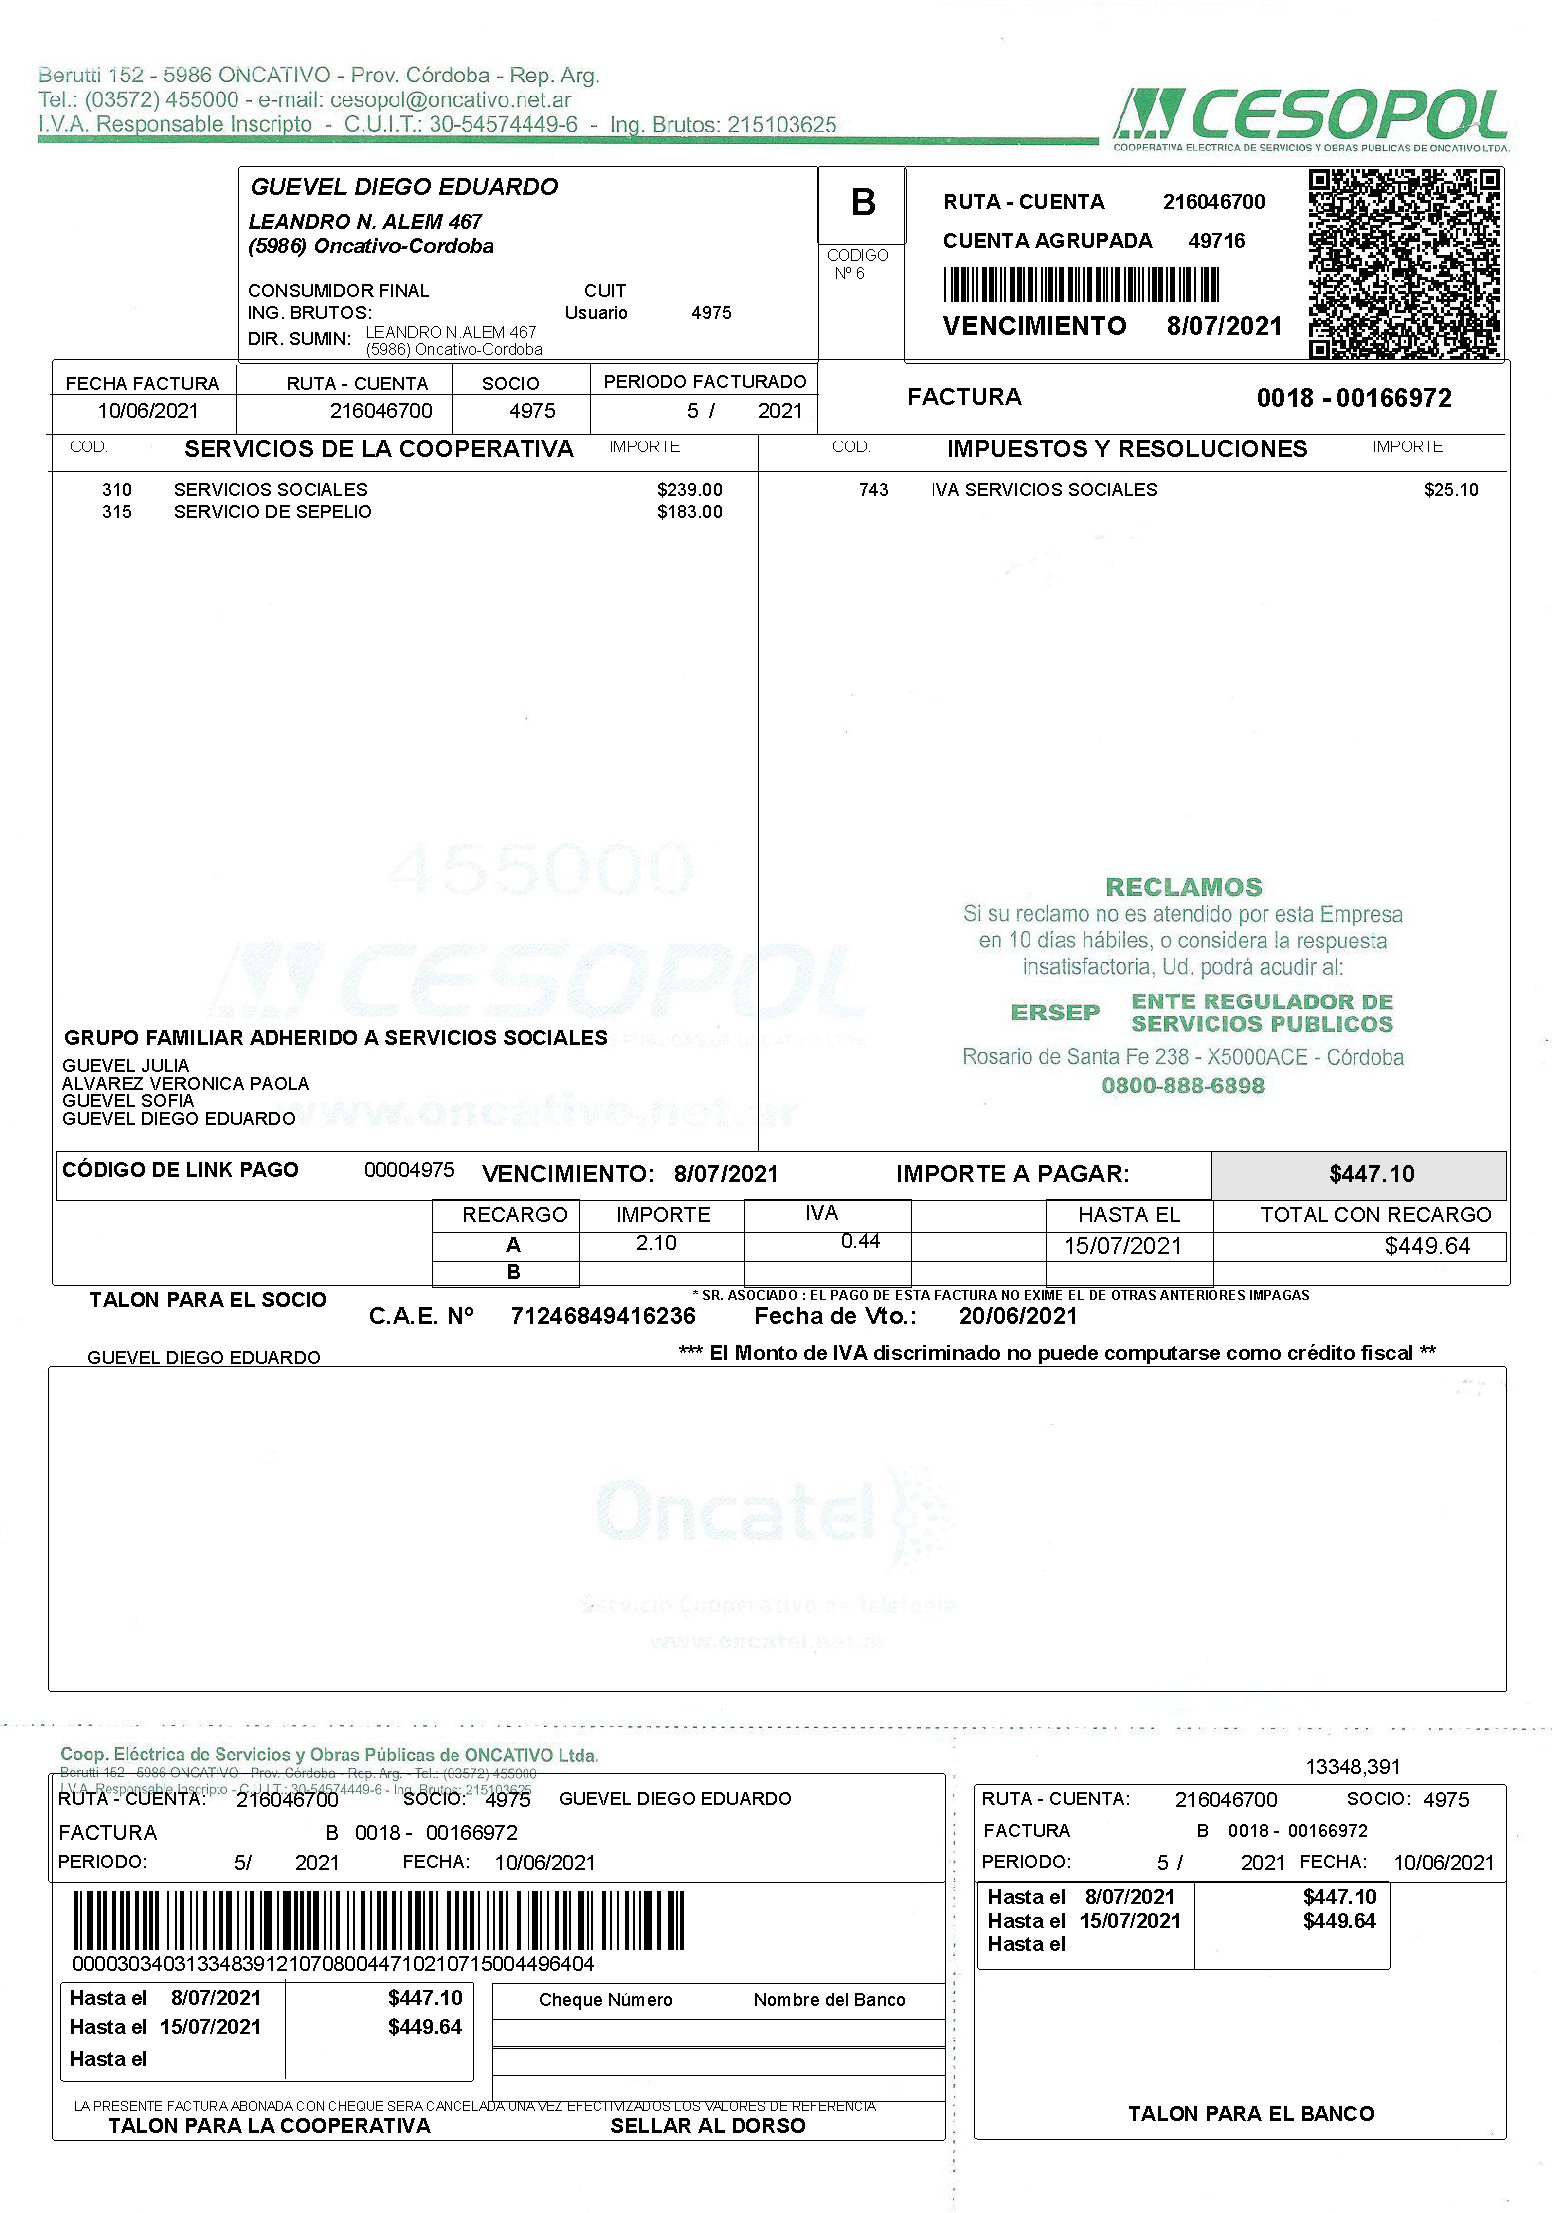 Berutti 152 - 5986 ONCATIVO - Prov. Córdoba - Rep. Arg.
Tel.: (03572) 455000 - e-mail: cesopol@oncativo.net.ar
I.V.A. Responsable Inscripto - C.U.I.T.: 30-54574449-6 - Ing. Brutos: 215103625
CESOPOL
COOPERATIVA ELECTRICA DE SERVICIOS Y OBRAS PUBLICAS DE ONCATIVO LTDA.
GUEVEL DIEGO EDUARDO
LEANDRO N. ALEM 467
(5986) Oncativo-Cordoba
CONSUMIDOR FINAL CUIT
ING. BRUTOS: Usuario 4975
DIR. SUMIN: LEANDRO N.ALEM 467
(5986) Oncativo-Cordoba
B
CODIGO
Nº 6
RUTA - CUENTA 216046700
CUENTA AGRUPADA 49716
VENCIMIENTO 8/07/2021
FECHA FACTURA RUTA - CUENTA SOCIO PERIODO FACTURADO
10/06/2021 216046700 4975 5 / 2021
FACTURA 0018 - 00166972
COD. SERVICIOS DE LA COOPERATIVA IMPORTE COD. IMPUESTOS Y RESOLUCIONES IMPORTE
310 SERVICIOS SOCIALES $239.00 743 IVA SERVICIOS SOCIALES $25.10
315 SERVICIO DE SEPELIO $183.00
455000
CESOPOL
RECLAMOS
Si su reclamo no es atendido por esta Empresa
en 10 días hábiles, o considera la respuesta
insatisfactoria, Ud. podrá acudir al:
ERSEP ENTE REGULADOR DE
SERVICIOS PUBLICOS
Rosario de Santa Fe 238 - X5000ACE - Córdoba
0800-888-6898
GRUPO FAMILIAR ADHERIDO A SERVICIOS SOCIALES
GUEVEL JULIA
ALVAREZ VERONICA PAOLA
GUEVEL SOFIA
GUEVEL DIEGO EDUARDO
www.oncativo.net.ar
CÓDIGO DE LINK PAGO 00004975 VENCIMIENTO: 8/07/2021 IMPORTE A PAGAR: $447.10
RECARGO IMPORTE IVA HASTA EL TOTAL CON RECARGO
A 2.10 0.44 15/07/2021 $449.64
B
TALON PARA EL SOCIO
* SR. ASOCIADO : EL PAGO DE ESTA FACTURA NO EXIME EL DE OTRAS ANTERIORES IMPAGAS
C.A.E. Nº 71246849416236 Fecha de Vto.: 20/06/2021
GUEVEL DIEGO EDUARDO
*** El Monto de IVA discriminado no puede computarse como crédito fiscal **
Oncatel
Servicio Cooperativo de Telefonía
www.oncatel.net.ar
Coop. Eléctrica de Servicios y Obras Públicas de ONCATIVO Ltda.
Berutti 152 - 5986 ONCATIVO - Prov. Córdoba - Rep. Arg. - Tel.: (03572) 455000
I.V.A. Responsable Inscripto - C.U.I.T.: 30-54574449-6 - Ing. Brutos: 215103625
RUTA - CUENTA: 216046700 SOCIO: 4975 GUEVEL DIEGO EDUARDO
FACTURA B 0018 - 00166972
PERIODO: 5/ 2021 FECHA: 10/06/2021
0000303403133483912107080044710210715004496404
Hasta el 8/07/2021 $447.10
Hasta el 15/07/2021 $449.64
Hasta el
Cheque Número Nombre del Banco
LA PRESENTE FACTURA ABONADA CON CHEQUE SERA CANCELADA UNA VEZ EFECTIVIZADOS LOS VALORES DE REFERENCIA
TALON PARA LA COOPERATIVA SELLAR AL DORSO
13348,391
RUTA - CUENTA: 216046700 SOCIO: 4975
FACTURA B 0018 - 00166972
PERIODO: 5 / 2021 FECHA: 10/06/2021
Hasta el 8/07/2021 $447.10
Hasta el 15/07/2021 $449.64
Hasta el
TALON PARA EL BANCO